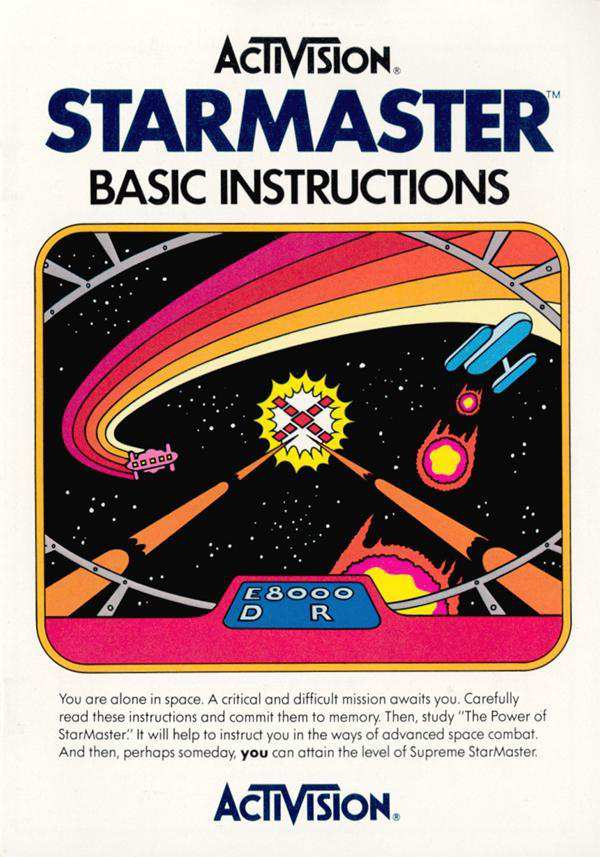 ACTIVISION®
STARMASTER™
BASIC INSTRUCTIONS
E8000
D R
You are alone in space. A critical and difficult mission awaits you. Carefully
read these instructions and commit them to memory. Then, study "The Power of
StarMaster." It will help to instruct you in the ways of advanced space combat.
And then, perhaps someday, you can attain the level of Supreme StarMaster.
ACTIVISION®